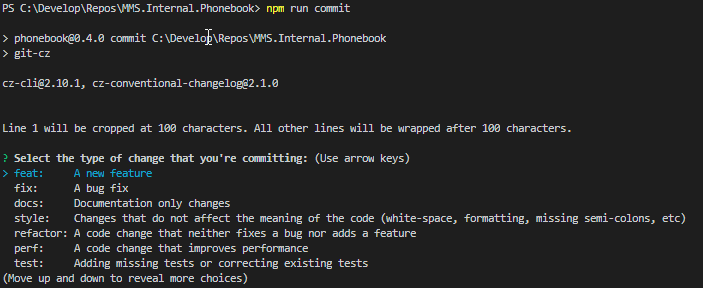 PS C:\Develop\Repos\MMS.Internal.Phonebook> npm run commit
> phonebook@0.4.0 commit C:\Develop\Repos\MMS.Internal.Phonebook
> git-cz
cz-cli@2.10.1, cz-conventional-changelog@2.1.0
Line 1 will be cropped at 100 characters. All other lines will be wrapped after 100 characters.
? Select the type of change that you're committing: (Use arrow keys)
> feat:     A new feature
  fix:      A bug fix
  docs:     Documentation only changes
  style:    Changes that do not affect the meaning of the code (white-space, formatting, missing semi-colons, etc)
  refactor: A code change that neither fixes a bug nor adds a feature
  perf:     A code change that improves performance
  test:     Adding missing tests or correcting existing tests
(Move up and down to reveal more choices)